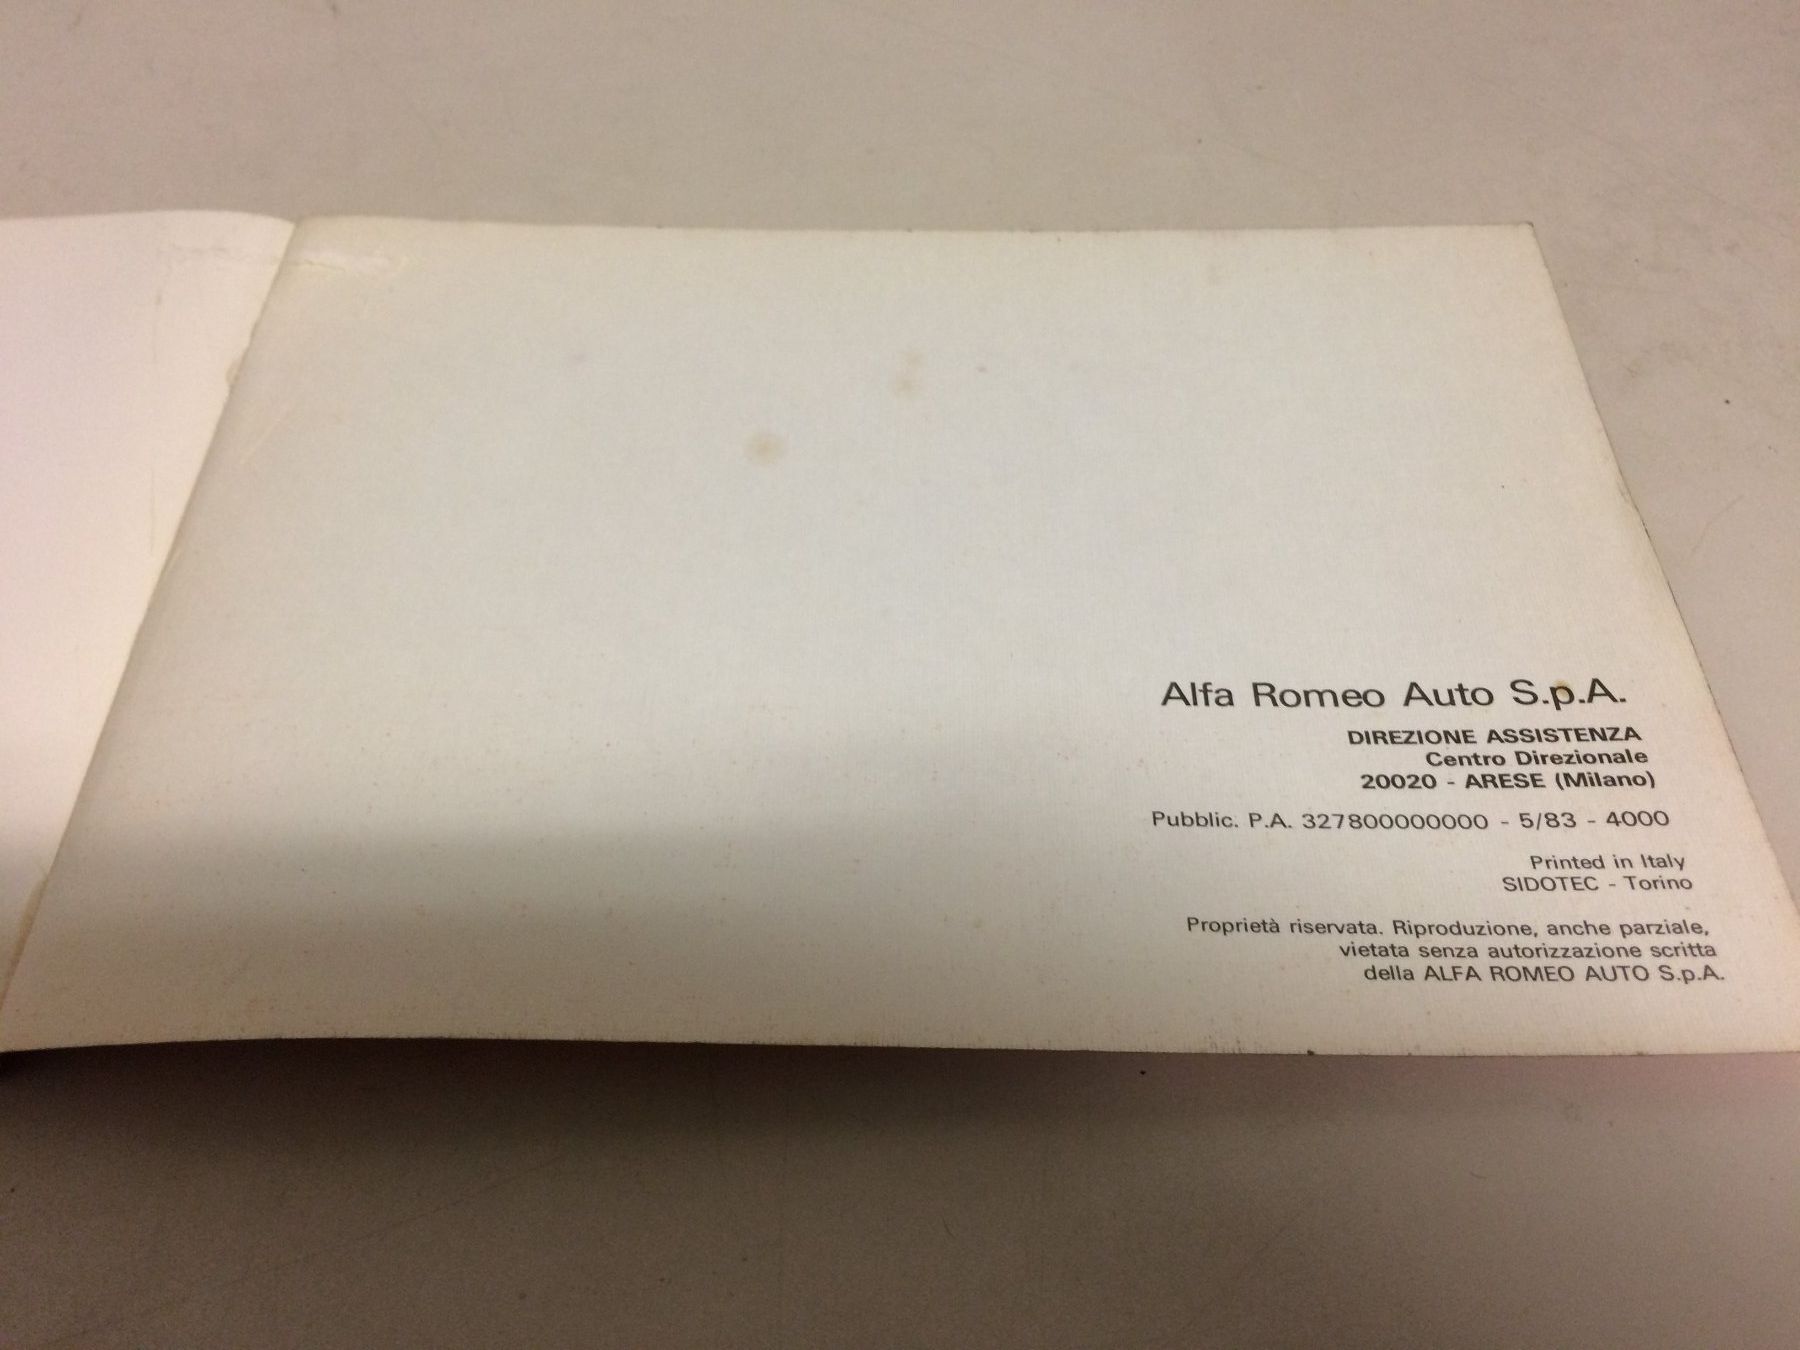 Alfa Romeo Auto S.p.A.
DIREZIONE ASSISTENZA
Centro Direzionale
20020 - ARESE (Milano)
Pubblic. P.A. 327800000000 - 5/83 - 4000
Printed in Italy
SIDOTEC - Torino
Proprietà riservata. Riproduzione, anche parziale,
vietata senza autorizzazione scritta
della ALFA ROMEO AUTO S.p.A.